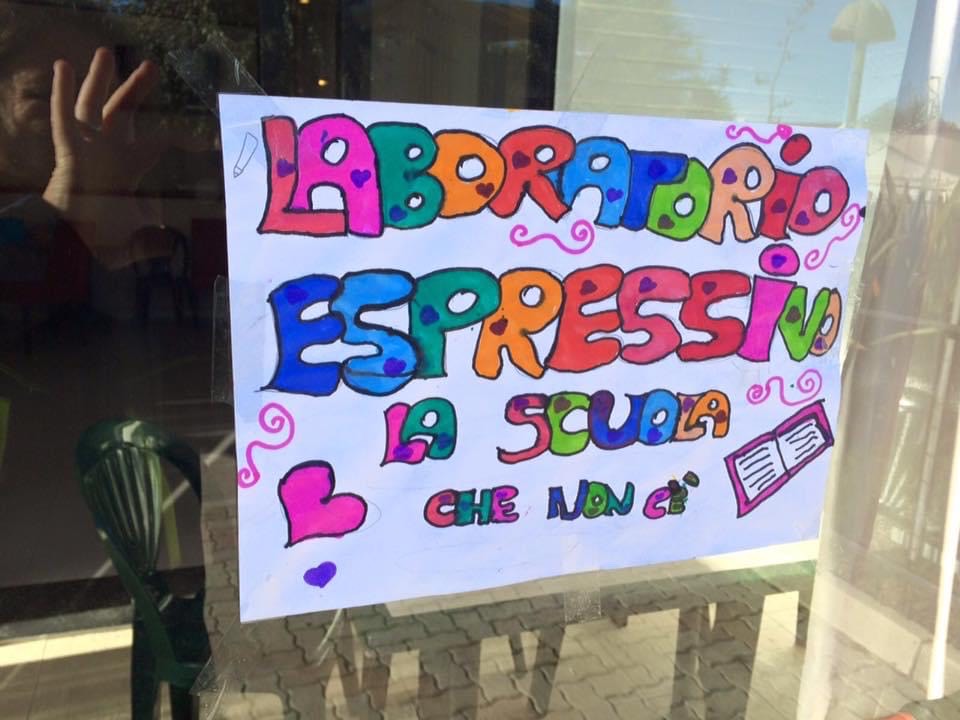 LABORATORIO
ESPRESSIVO
LA SCUOLA
CHE NON C'È